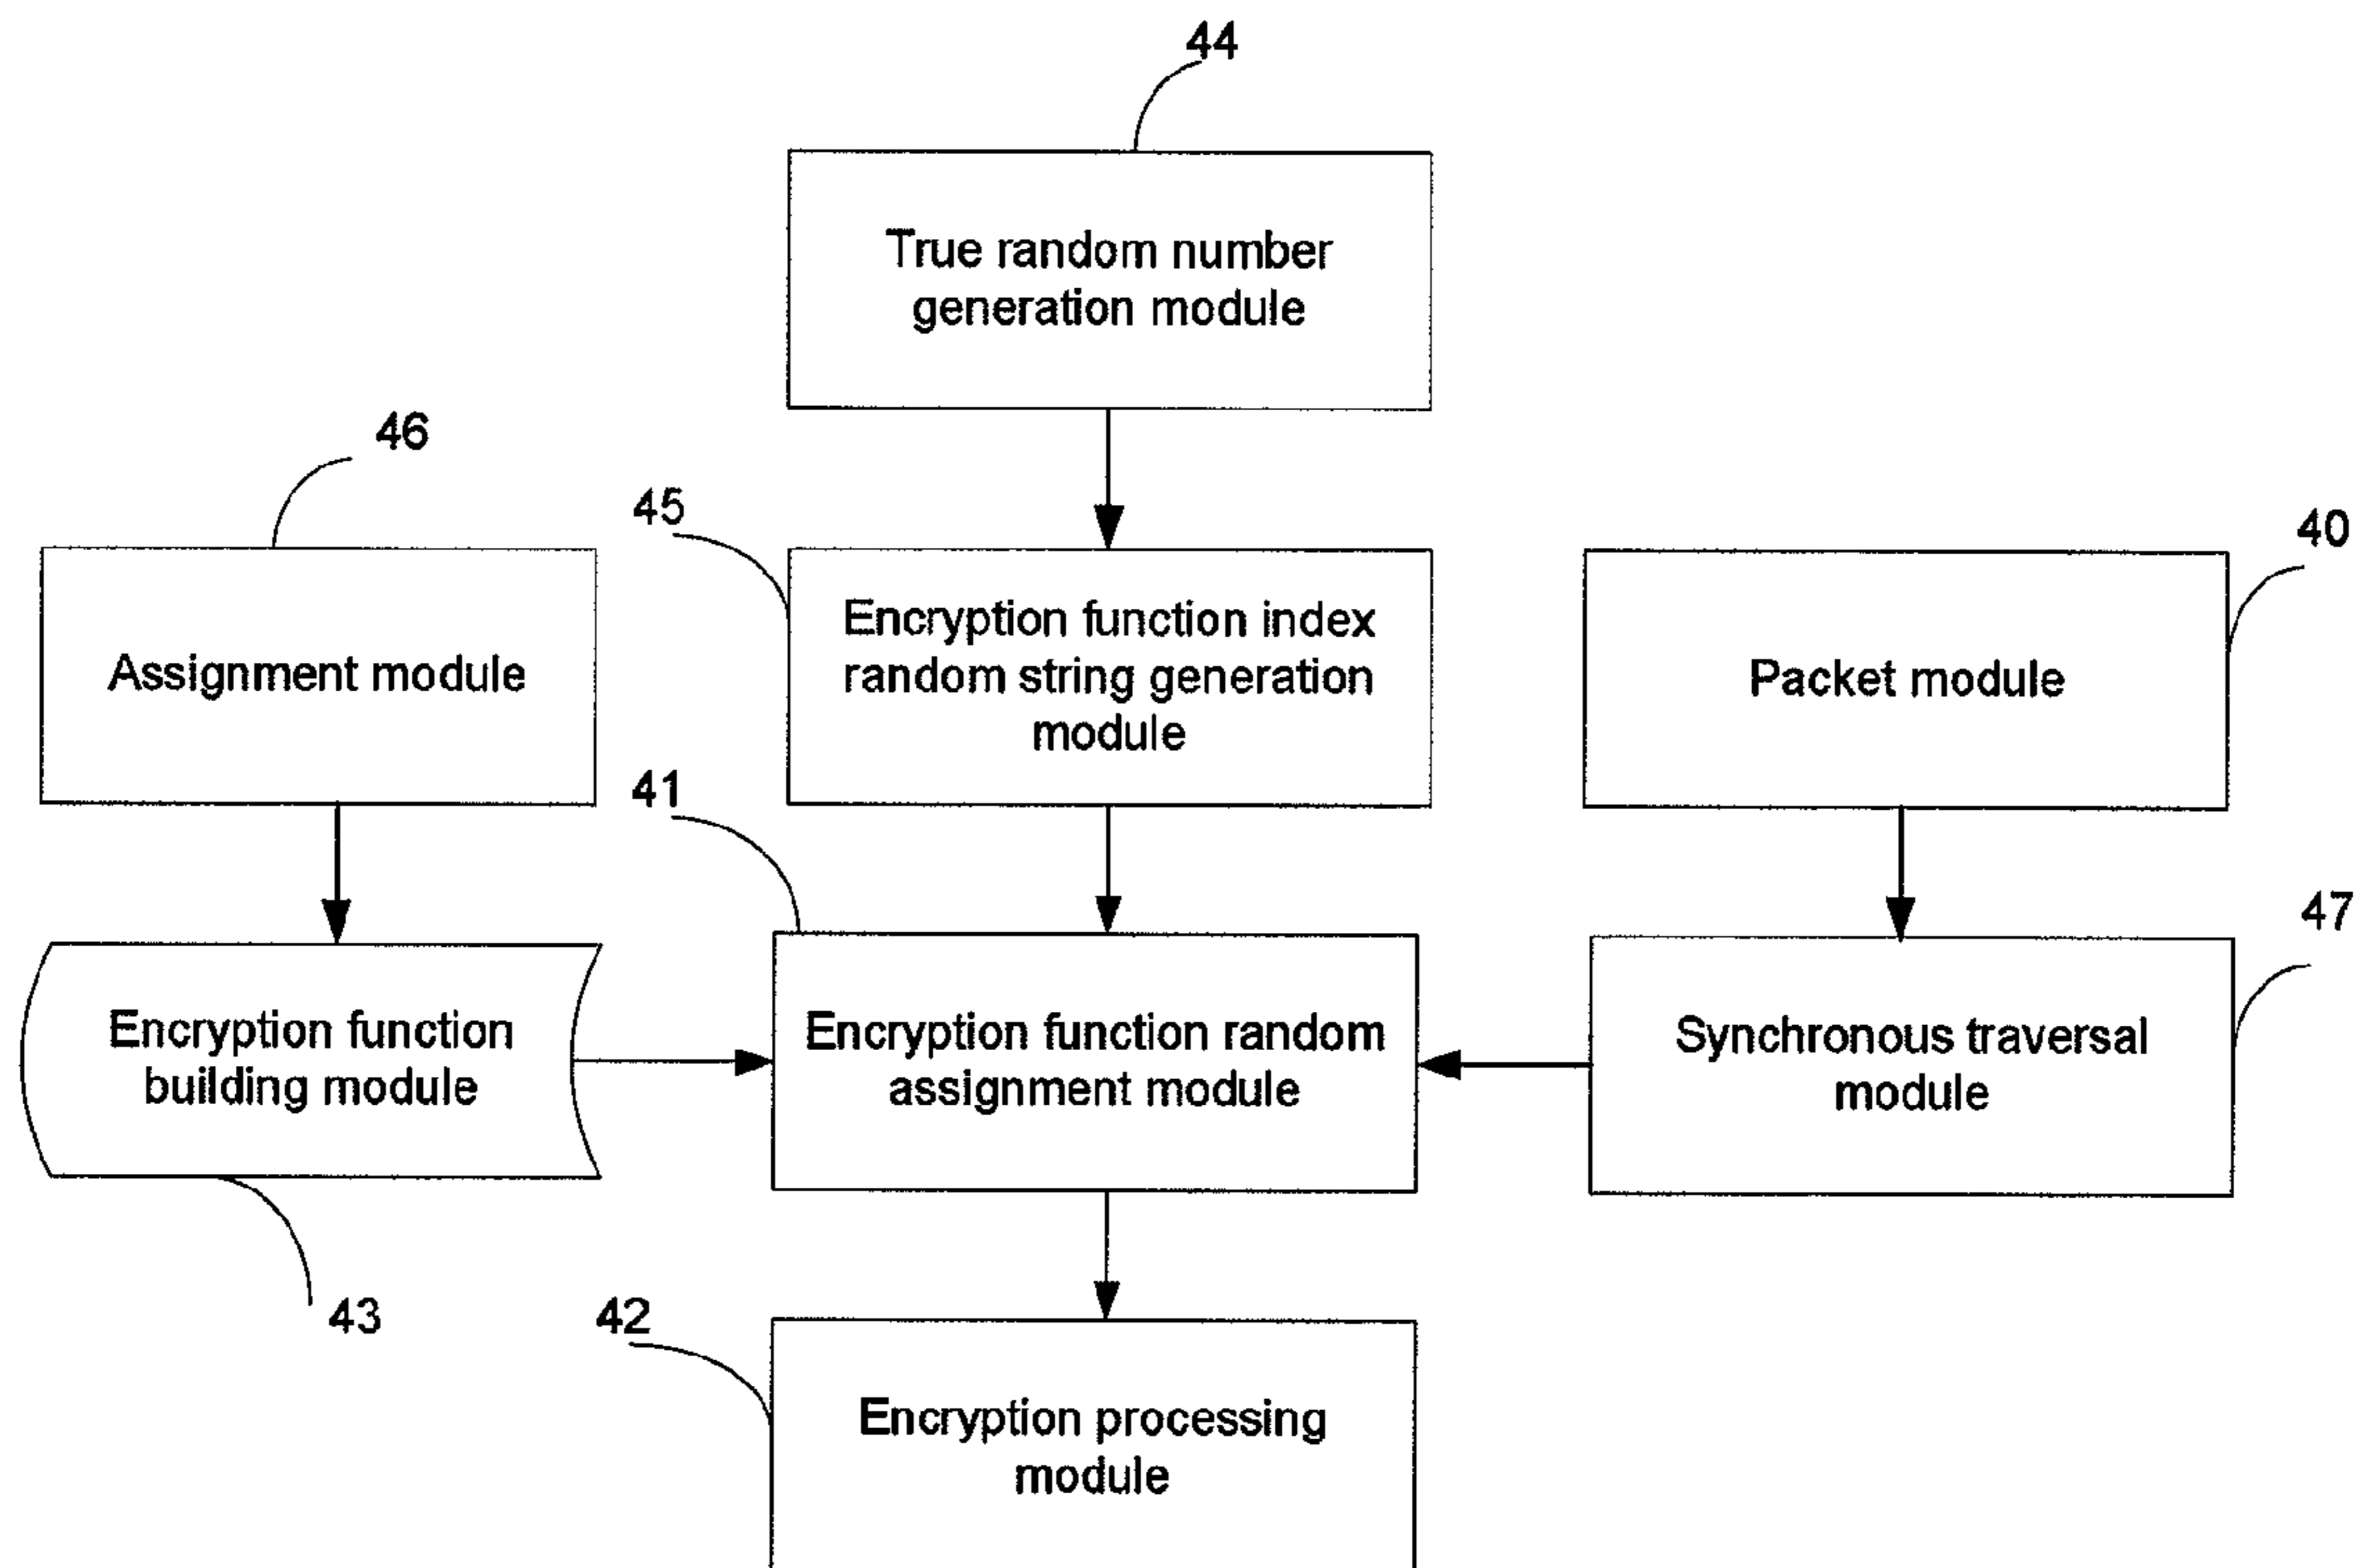 44
True random number
generation module
46
45
40
Assignment module
Encryption function index
random string generation
module
Packet module
41
47
Encryption function
building module
Encryption function random
assignment module
Synchronous traversal
module
43
42
Encryption processing
module